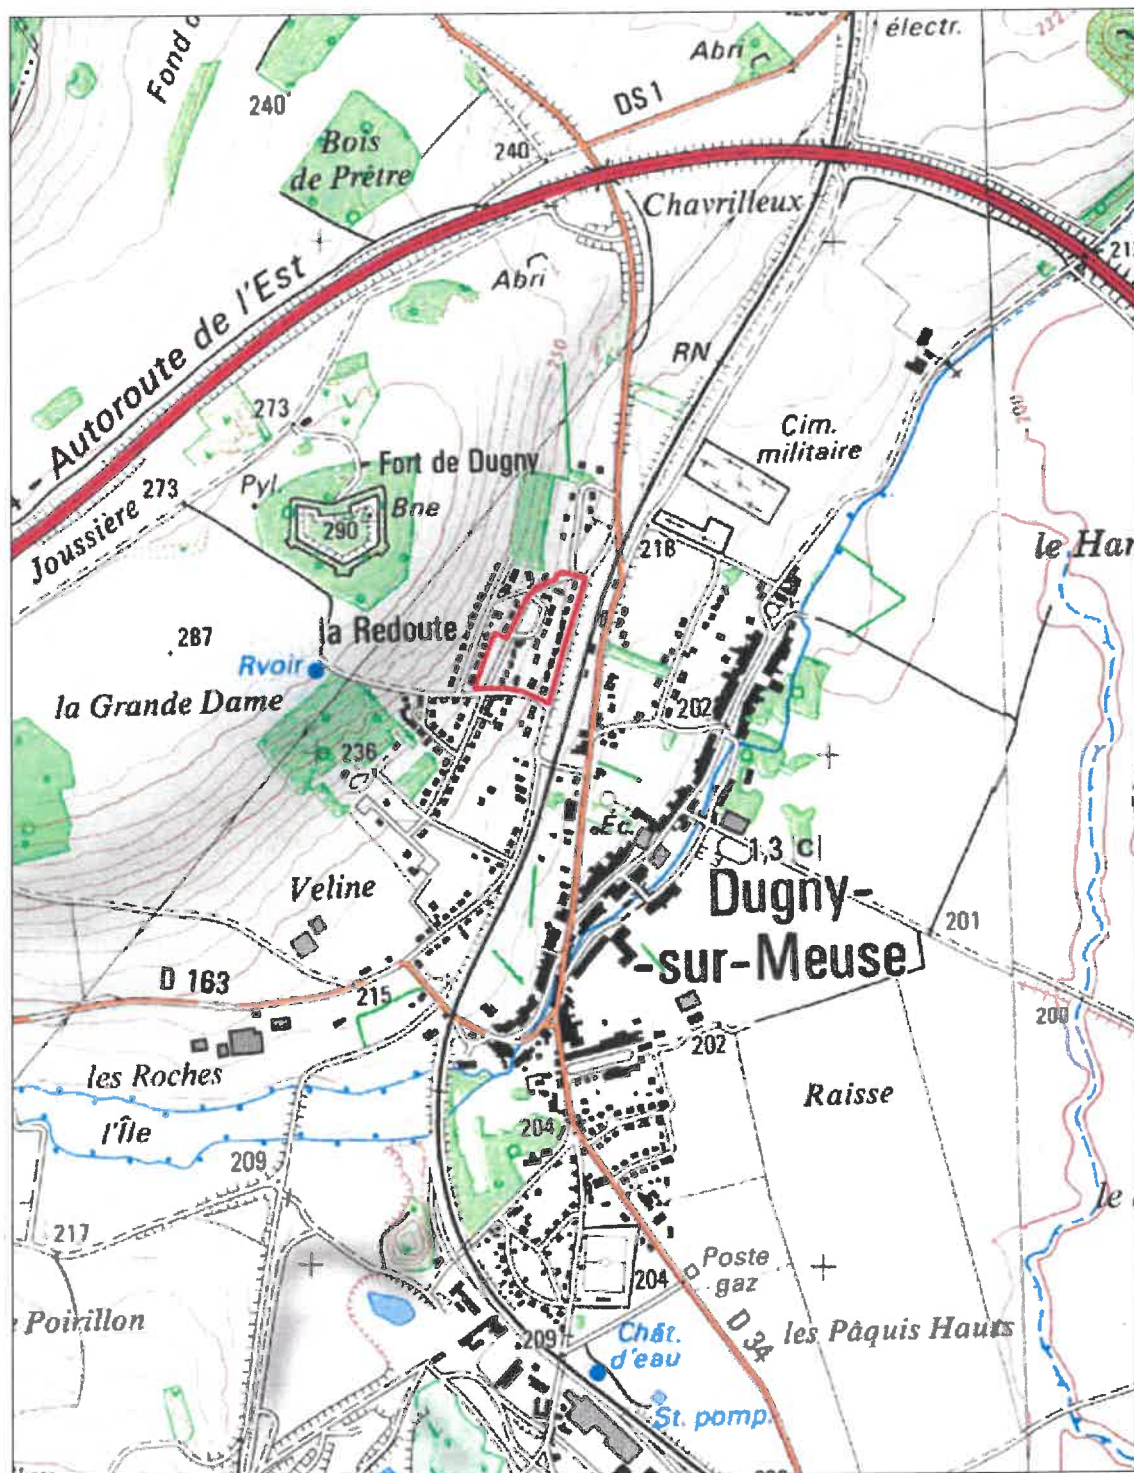 électr.
Abri
DS 1
240
240
Bois
de Prêtre
Chavrilleux
Autoroute de l'Est
Abri
250
RN
200
273
Cim.
militaire
Fort de Dugny
273
Pyl.
Bne
290
Joussière
218
le Har
la Redoute
287
Rvoir
la Grande Dame
202
236
Éc.
1,3 c
Veline
Dugny-
-sur-Meuse
201
D 163
215
200
202
les Roches
Raisse
l'Île
204
209
217
Poste
gaz
204
Poirillon
209
Chât.
d'eau
D 34
les Pâquis Hauts
St. pomp.